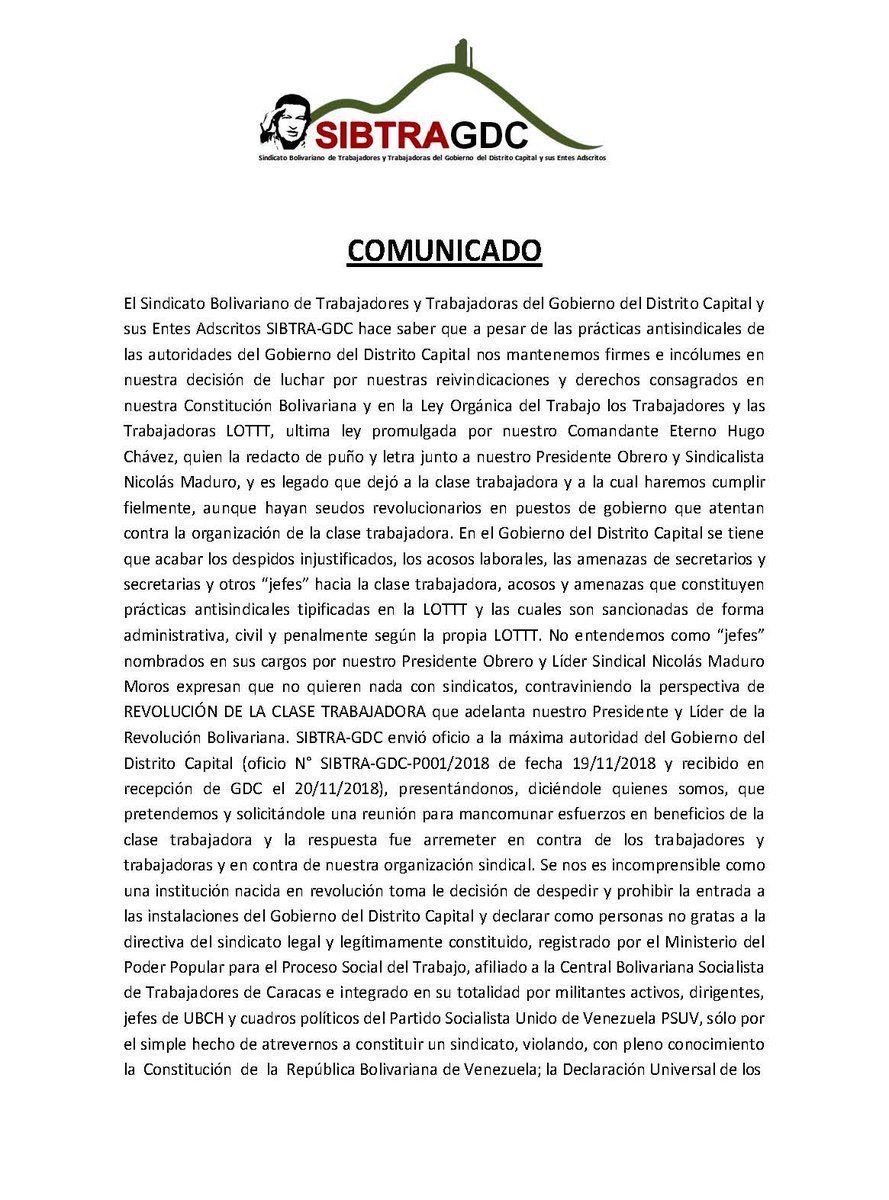 SIBTRAGDC
Sindicato Bolivariano de Trabajadores y Trabajadoras del Gobierno del Distrito Capital y sus Entes Adscritos
COMUNICADO
El Sindicato Bolivariano de Trabajadores y Trabajadoras del Gobierno del Distrito Capital y
sus Entes Adscritos SIBTRA-GDC hace saber que a pesar de las prácticas antisindicales de
las autoridades del Gobierno del Distrito Capital nos mantenemos firmes e incólumes en
nuestra decisión de luchar por nuestras reivindicaciones y derechos consagrados en
nuestra Constitución Bolivariana y en la Ley Orgánica del Trabajo los Trabajadores y las
Trabajadoras LOTTT, ultima ley promulgada por nuestro Comandante Eterno Hugo
Chávez, quien la redacto de puño y letra junto a nuestro Presidente Obrero y Sindicalista
Nicolás Maduro, y es legado que dejó a la clase trabajadora y a la cual haremos cumplir
fielmente, aunque hayan seudos revolucionarios en puestos de gobierno que atentan
contra la organización de la clase trabajadora. En el Gobierno del Distrito Capital se tiene
que acabar los despidos injustificados, los acosos laborales, las amenazas de secretarios y
secretarias y otros “jefes” hacia la clase trabajadora, acosos y amenazas que constituyen
prácticas antisindicales tipificadas en la LOTTT y las cuales son sancionadas de forma
administrativa, civil y penalmente según la propia LOTTT. No entendemos como “jefes”
nombrados en sus cargos por nuestro Presidente Obrero y Líder Sindical Nicolás Maduro
Moros expresan que no quieren nada con sindicatos, contraviniendo la perspectiva de
REVOLUCIÓN DE LA CLASE TRABAJADORA que adelanta nuestro Presidente y Líder de la
Revolución Bolivariana. SIBTRA-GDC envió oficio a la máxima autoridad del Gobierno del
Distrito Capital (oficio N° SIBTRA-GDC-P001/2018 de fecha 19/11/2018 y recibido en
recepción de GDC el 20/11/2018), presentándonos, diciéndole quienes somos, que
pretendemos y solicitándole una reunión para mancomunar esfuerzos en beneficios de la
clase trabajadora y la respuesta fue arremeter en contra de los trabajadores y
trabajadoras y en contra de nuestra organización sindical. Se nos es incomprensible como
una institución nacida en revolución toma le decisión de despedir y prohibir la entrada a
las instalaciones del Gobierno del Distrito Capital y declarar como personas no gratas a la
directiva del sindicato legal y legítimamente constituido, registrado por el Ministerio del
Poder Popular para el Proceso Social del Trabajo, afiliado a la Central Bolivariana Socialista
de Trabajadores de Caracas e integrado en su totalidad por militantes activos, dirigentes,
jefes de UBCH y cuadros políticos del Partido Socialista Unido de Venezuela PSUV, sólo por
el simple hecho de atrevernos a constituir un sindicato, violando, con pleno conocimiento
la Constitución de la República Bolivariana de Venezuela; la Declaración Universal de los